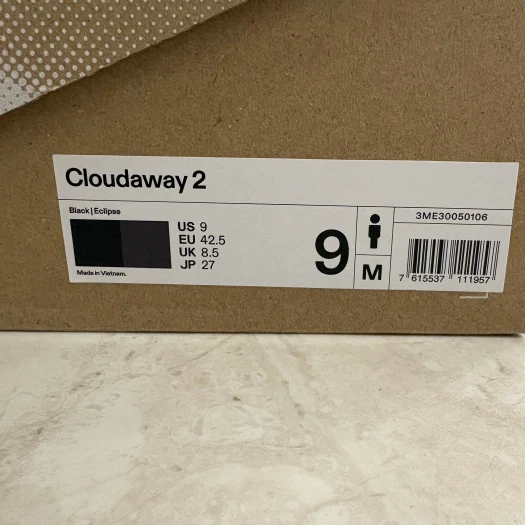 Cloudaway 2
Black | Eclipse
US 9
EU 42.5
UK 8.5
JP 27
Made in Vietnam.
9
M
3ME30050106
7 615537 111957